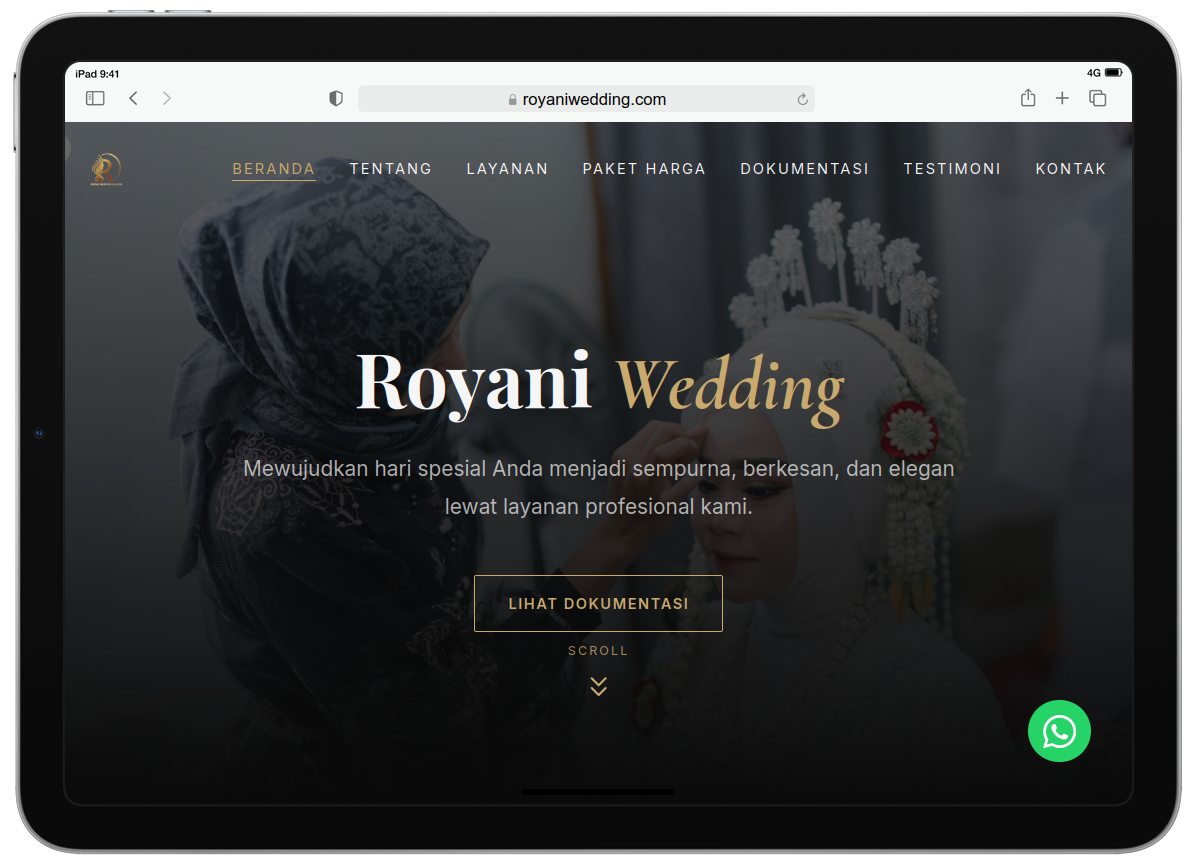 iPad 9:41
4G
royaniwedding.com
BERANDA TENTANG LAYANAN PAKET HARGA DOKUMENTASI TESTIMONI KONTAK
Royani Wedding
Mewujudkan hari spesial Anda menjadi sempurna, berkesan, dan elegan
lewat layanan profesional kami.
LIHAT DOKUMENTASI
SCROLL